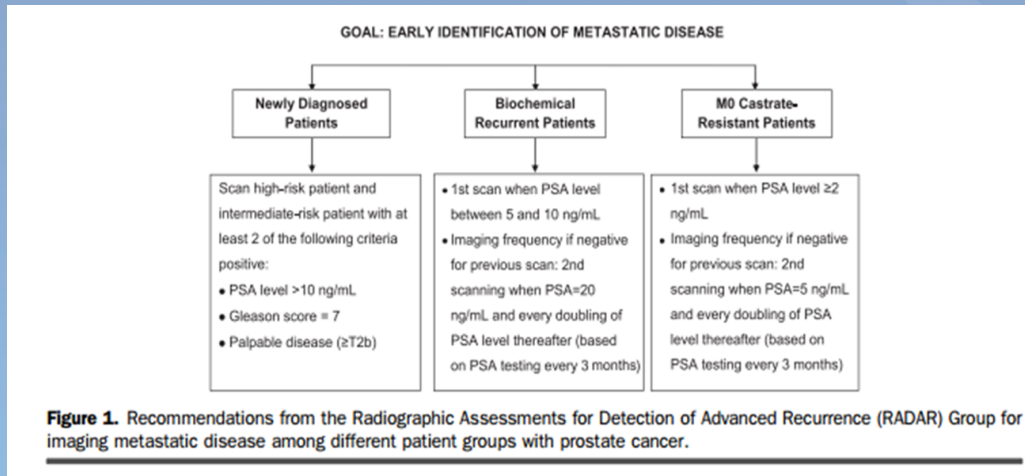 GOAL: EARLY IDENTIFICATION OF METASTATIC DISEASE
Newly Diagnosed
Patients
Biochemical
Recurrent Patients
M0 Castrate-
Resistant Patients
Scan high-risk patient and
intermediate-risk patient with at
least 2 of the following criteria
positive:
• PSA level >10 ng/mL
• Gleason score = 7
• Palpable disease (≥T2b)
• 1st scan when PSA level
between 5 and 10 ng/mL
• Imaging frequency if negative
for previous scan: 2nd
scanning when PSA=20
ng/mL and every doubling of
PSA level thereafter (based
on PSA testing every 3 months)
• 1st scan when PSA level ≥2
ng/mL
• Imaging frequency if negative
for previous scan: 2nd
scanning when PSA=5 ng/mL
and every doubling of PSA
level thereafter (based on
PSA testing every 3 months)
Figure 1. Recommendations from the Radiographic Assessments for Detection of Advanced Recurrence (RADAR) Group for
imaging metastatic disease among different patient groups with prostate cancer.